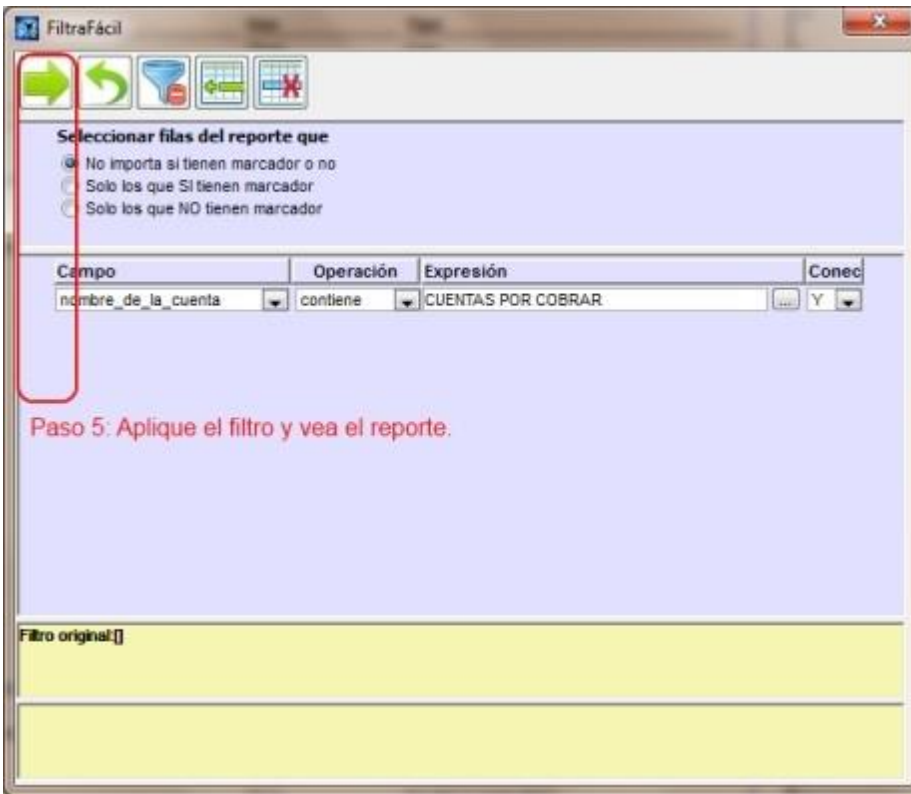 FiltraFácil
Seleccionar filas del reporte que
No importa si tienen marcador o no
Solo los que SI tienen marcador
Solo los que NO tienen marcador
Campo Operación Expresión Conec
nombre_de_la_cuenta contiene CUENTAS POR COBRAR ... Y
Paso 5: Aplique el filtro y vea el reporte.
Filtro original:[]